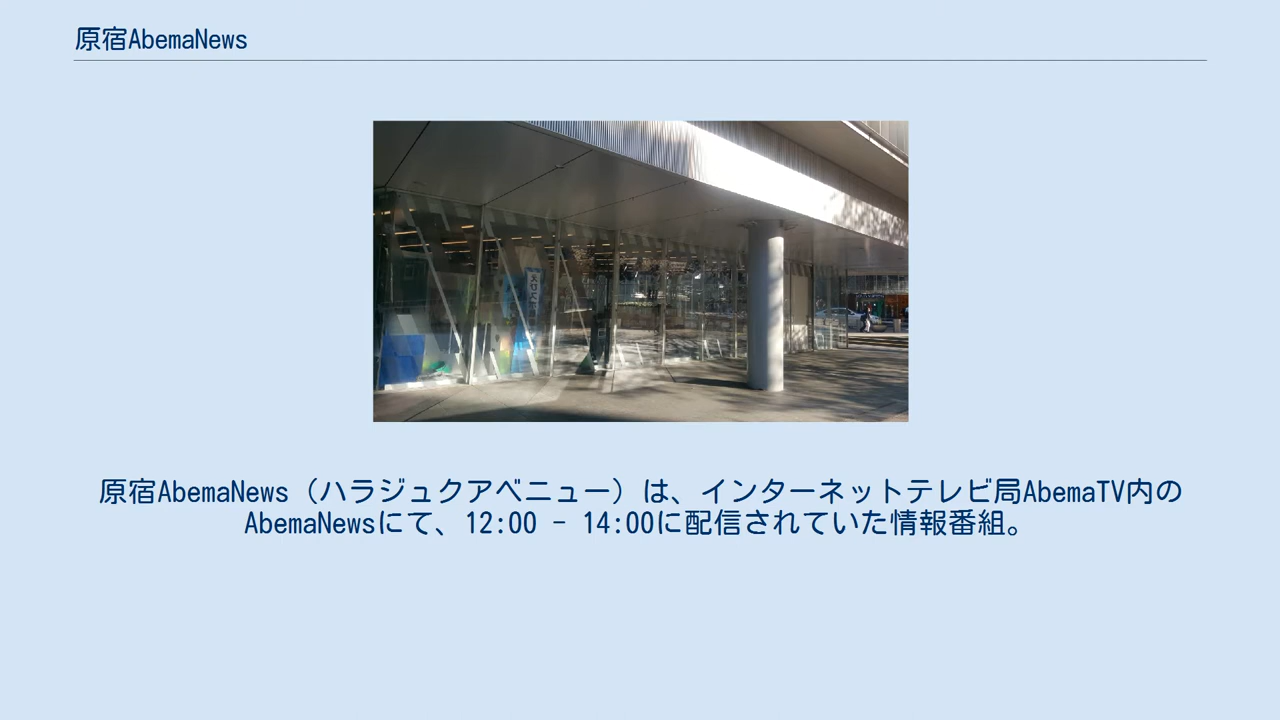 原宿AbemaNews
原宿AbemaNews（ハラジュクアベニュー）は、インターネットテレビ局AbemaTV内の
AbemaNewsにて、12:00 - 14:00に配信されていた情報番組。